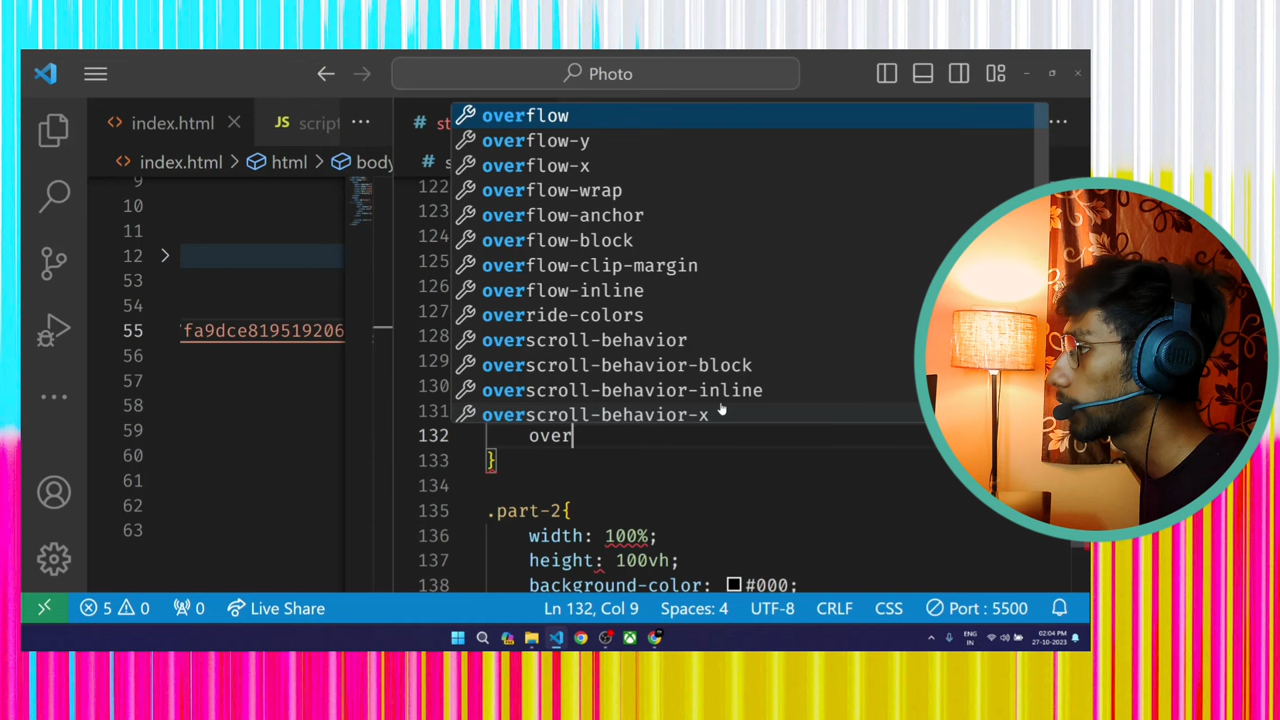 Photo
index.html
JS script ...
# st
index.html > html > body
# s
9
10
11
12
53
54
55 'fa9dce819519206
56
57
58
59
60
61
62
63
122
123
124
125
126
127
128
129
130
131
132 over
133 }
134
135 .part-2{
136 width: 100%;
137 height: 100vh;
138 background-color: #000;
overflow
overflow-y
overflow-x
overflow-wrap
overflow-anchor
overflow-block
overflow-clip-margin
overflow-inline
override-colors
overscroll-behavior
overscroll-behavior-block
overscroll-behavior-inline
overscroll-behavior-x
5 0 0 Live Share Ln 132, Col 9 Spaces: 4 UTF-8 CRLF CSS Port : 5500
ENG
IN
02:04 PM
27-10-2023
JBL